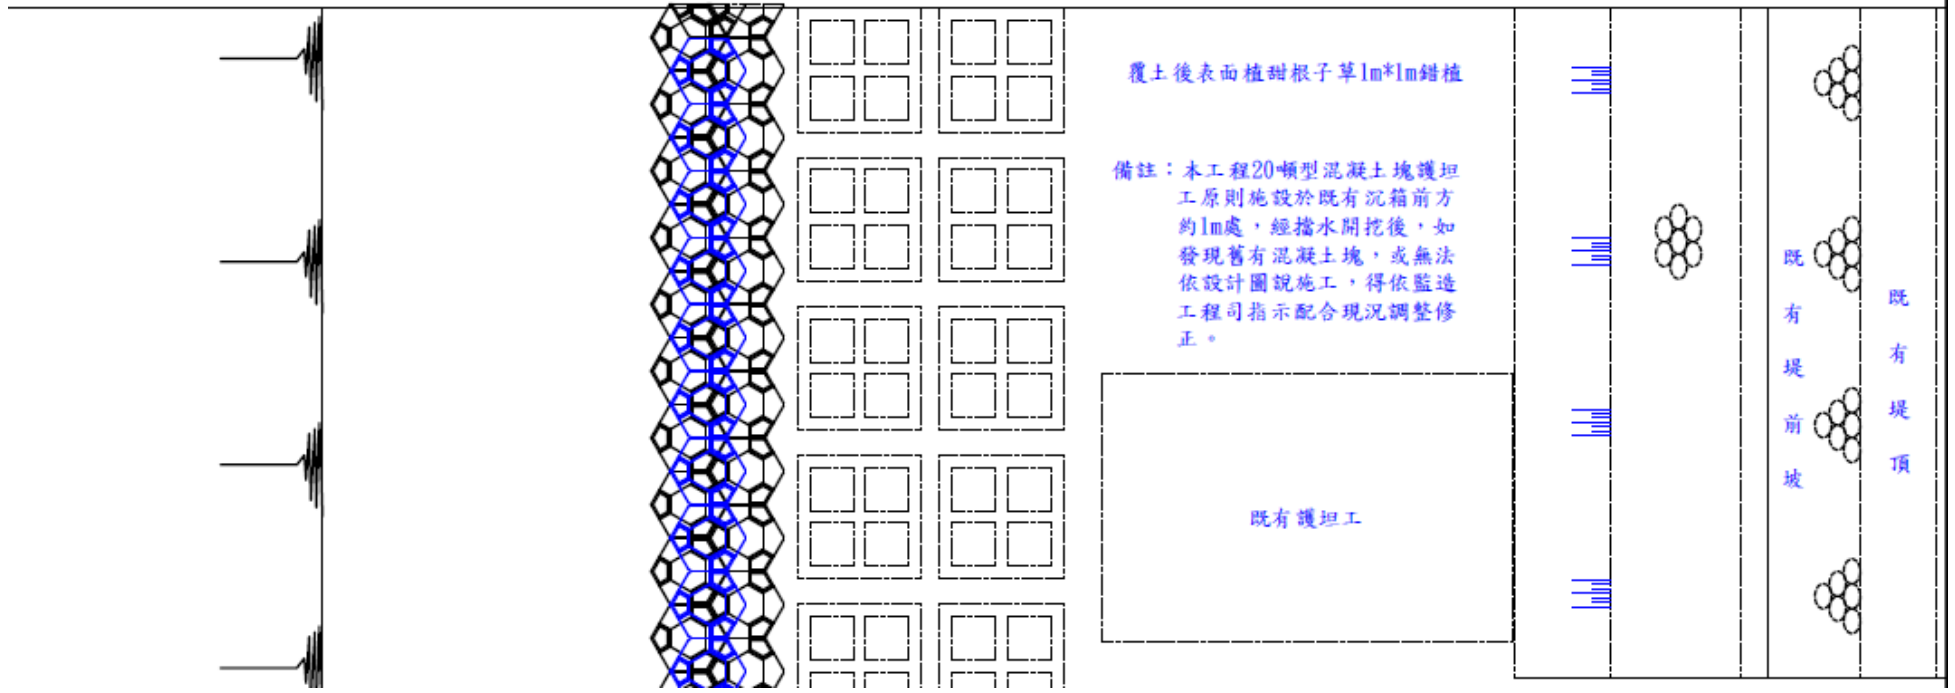 覆土後表面植甜根子草1m*1m錯植
備註：本工程20噸型混凝土塊護坦
工原則施設於既有沉箱前方
約1m處，經擋水開挖後，如
發現舊有混凝土塊，或無法
依設計圖說施工，得依監造
工程司指示配合現況調整修
正。
既有護坦工
既有堤前坡
既有堤頂